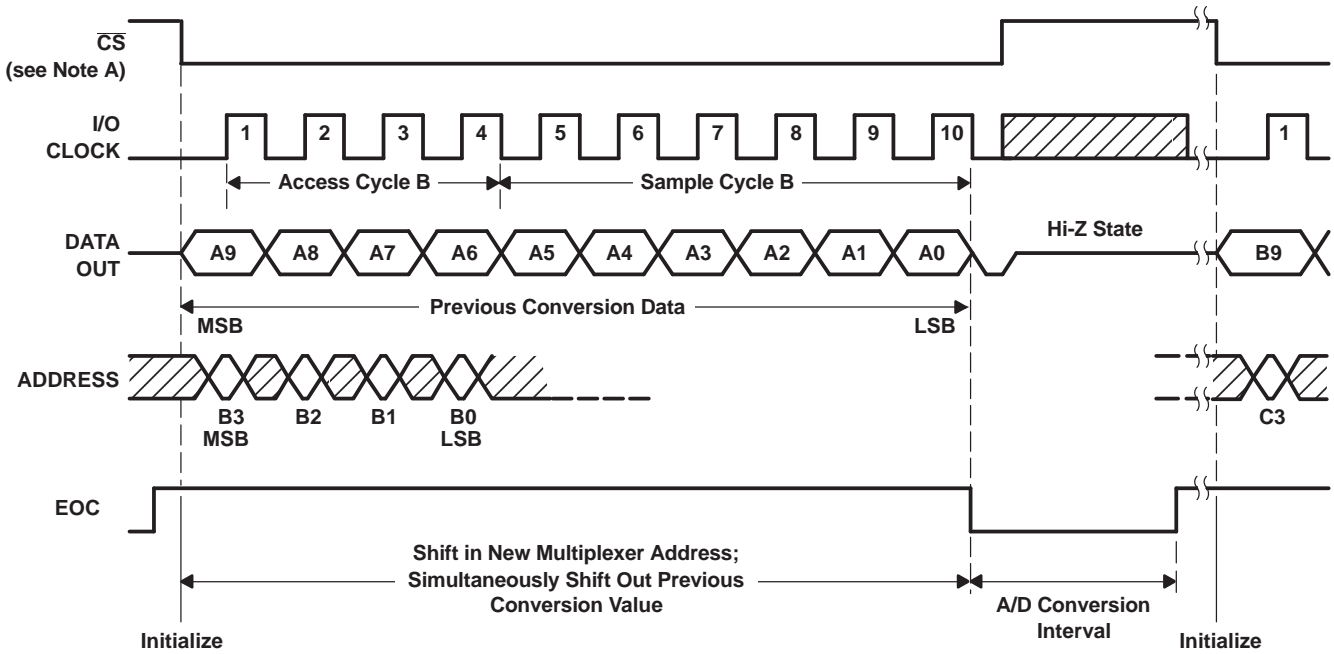 CS
(see Note A)
I/O
CLOCK
1 2 3 4 5 6 7 8 9 10 1
Access Cycle B
Sample Cycle B
DATA
OUT
A9 A8 A7 A6 A5 A4 A3 A2 A1 A0
Hi-Z State
B9
Previous Conversion Data
MSB
LSB
ADDRESS
B3 B2 B1 B0 C3
MSB LSB
EOC
Shift in New Multiplexer Address;
Simultaneously Shift Out Previous
Conversion Value
A/D Conversion
Interval
Initialize
Initialize